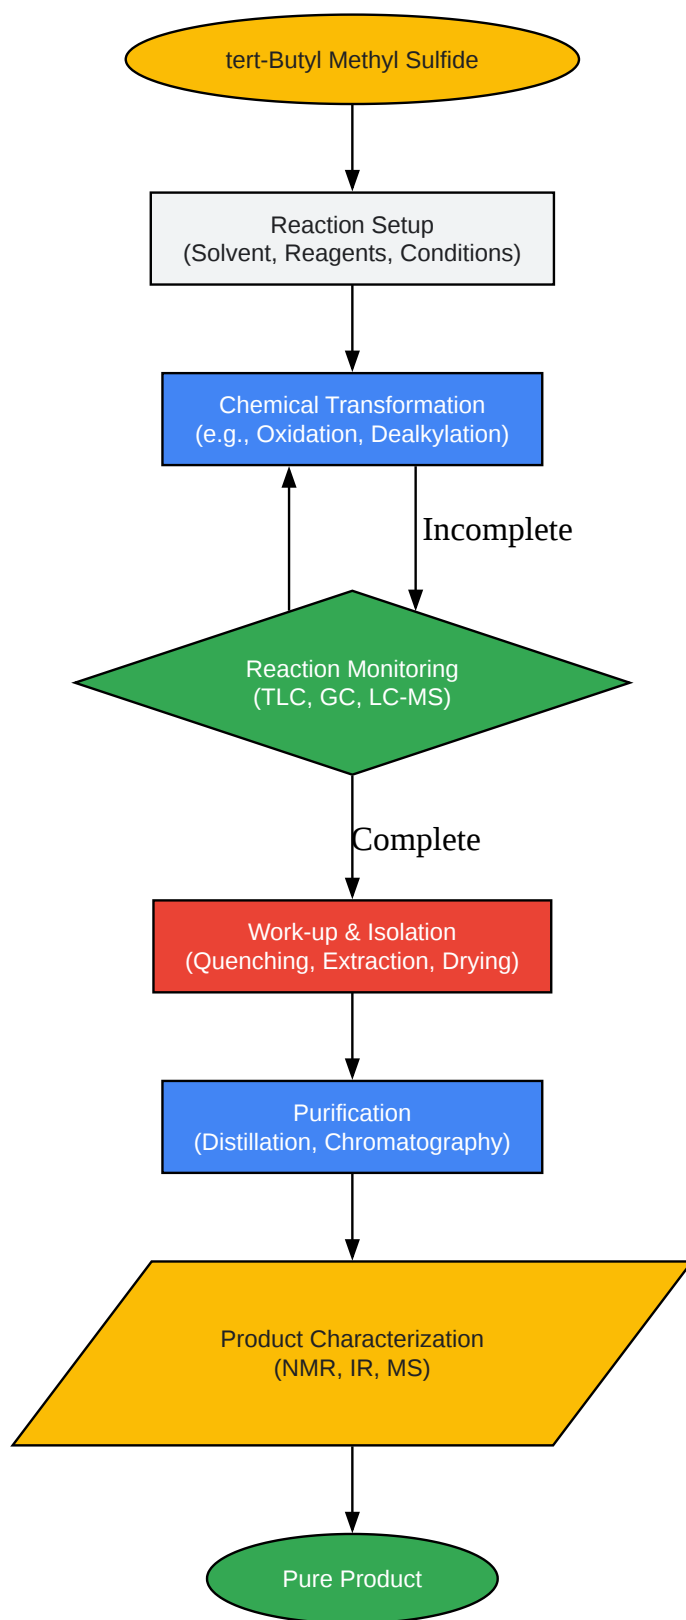 tert-Butyl Methyl Sulfide
Reaction Setup
(Solvent, Reagents, Conditions)
Chemical Transformation
(e.g., Oxidation, Dealkylation)
Incomplete
Reaction Monitoring
(TLC, GC, LC-MS)
Complete
Work-up & Isolation
(Quenching, Extraction, Drying)
Purification
(Distillation, Chromatography)
Product Characterization
(NMR, IR, MS)
Pure Product